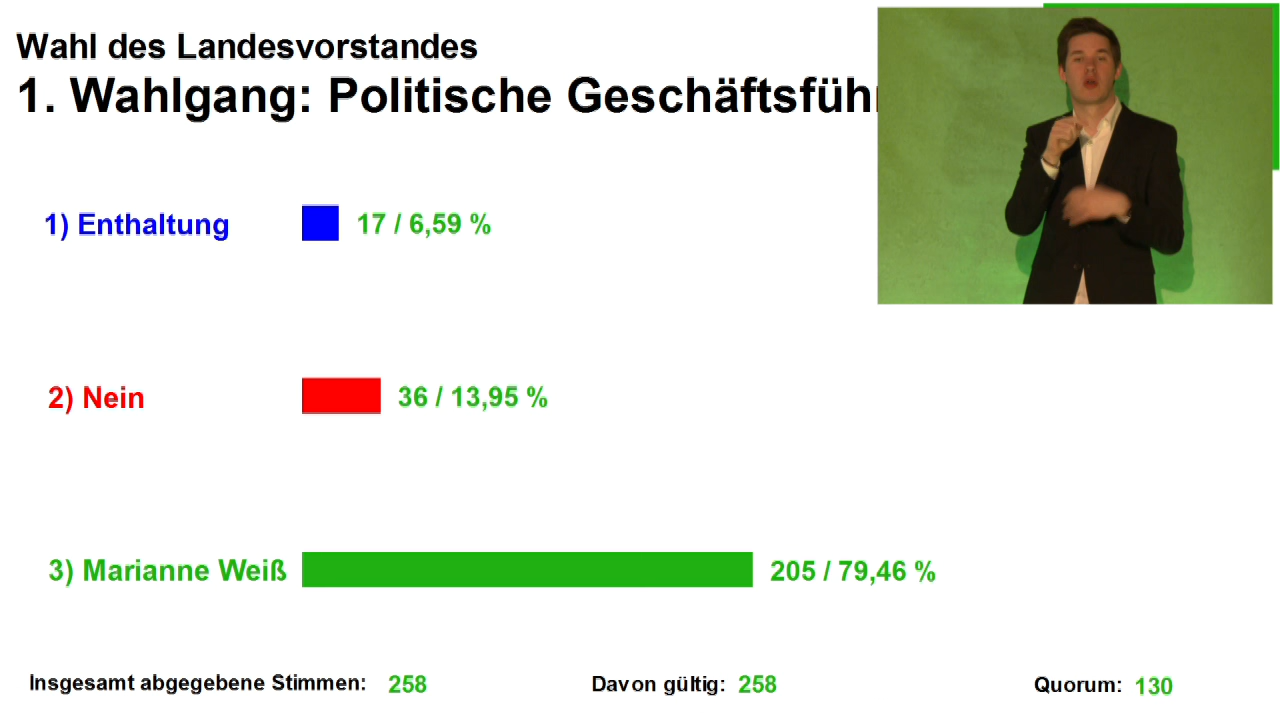 Wahl des Landesvorstandes
1. Wahlgang: Politische
1) Enthaltung 17 / 6,59 %
2) Nein 36 / 13,95 %
3) Marianne Weiß 205 / 79,46 %
Insgesamt abgegebene Stimmen: 258 Davon gültig: 258 Quorum: 130